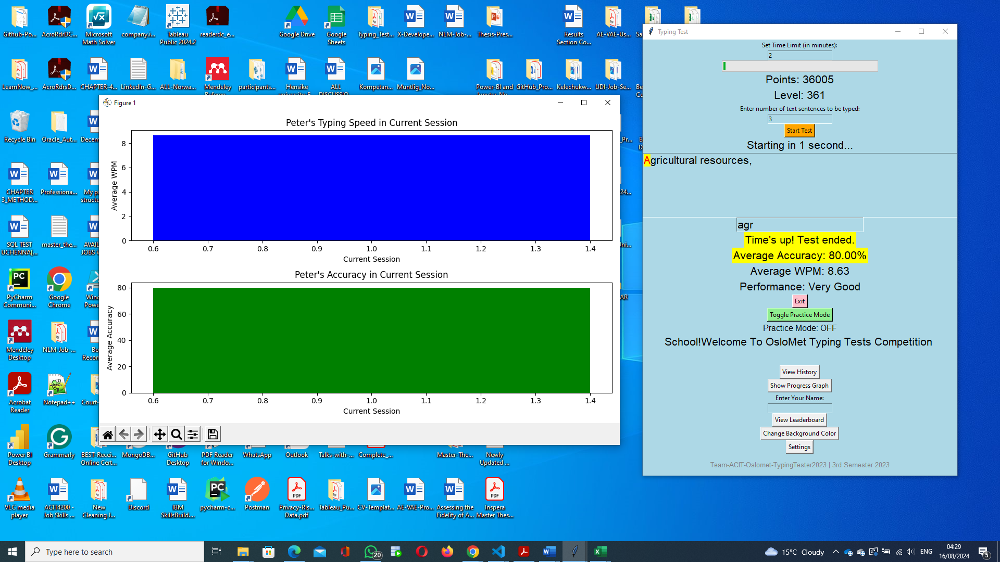 Github-Po...
AcroRdrDC...
Microsoft
Math Solver
company.i...
Tableau
Public 2024.2
readerdc_e...
Google Drive
Google
Sheets
Typing_Test...
X-Develope...
NLM-Job-...
Thesis-Pres...
Results
Section Co...
AE-VAE-Us...
LearnNow_...
AcroRdrsD...
CHAPTER-4...
LinkedIn-G...
ALL-Norwa...
Mendeley
participants...
Hensike
ALL
Kompetan...
Muntlig_No...
Power-BI and
GitHub_Pro...
Kelechukw...
UDI-Job-Se...
Recycle Bin
Oracle_Aut...
Decem
CHAPTER
3_METHOD...
Professiona...
My p
structu
SQL TEST
UCHENNA[...
master_the...
AVAIL
JOBS
PyCharm
Communi...
Google
Chrome
Wind
Powe
Mendeley
Desktop
NLM-Job-...
Bo
Recon
Acrobat
Reader
Notepad++
Court-
Power BI
Desktop
Grammarly
BEST-Recei...
Online Cert...
MongoDB...
GitHub
Desktop
PDF Reader
for Windo...
WhatsApp
Outlook
Talks-with-...
Complete_...
Master-The...
Newly
Updated ...
VLC media
player
ACIT4200 -
Job Skills ...
New
Cleaning J...
Discord
IBM
SkillsBuild....
pycharm-c...
Postman
Privacy-Ris...
Data.pdf
Tableau_Pu...
CV-Templat...
AE-VAE-Pro...
Assessing the
Fidelity of A...
Inspera
Master Thes...
Figure 1
Peter's Typing Speed in Current Session
Average WPM
8
6
4
2
0
0.6 0.7 0.8 0.9 1.0 1.1 1.2 1.3 1.4
Current Session
Peter's Accuracy in Current Session
Average Accuracy
80
60
40
20
0
0.6 0.7 0.8 0.9 1.0 1.1 1.2 1.3 1.4
Current Session
Typing Test
Set Time Limit (in minutes):
2
Points: 36005
Level: 361
Enter number of text sentences to be typed:
3
Start Test
Starting in 1 second...
Agricultural resources,
agr
Time's up! Test ended.
Average Accuracy: 80.00%
Average WPM: 8.63
Performance: Very Good
Exit
Toggle Practice Mode
Practice Mode: OFF
School!Welcome To OsloMet Typing Tests Competition
View History
Show Progress Graph
Enter Your Name:
View Leaderboard
Change Background Color
Settings
Team-ACIT-Oslomet-TypingTester2023 | 3rd Semester 2023
Type here to search
20
15°C Cloudy
ENG
04:29
16/08/2024
5